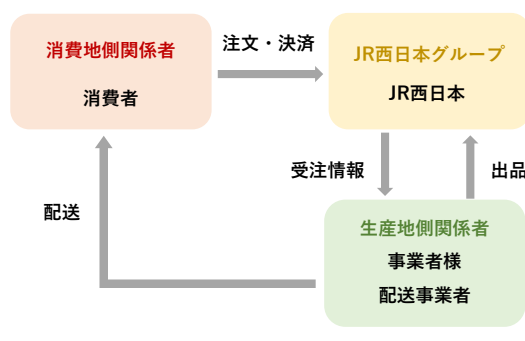 消費地側関係者
消費者
注文・決済
JR西日本グループ
JR西日本
受注情報
出品
配送
生産地側関係者
事業者様
配送事業者